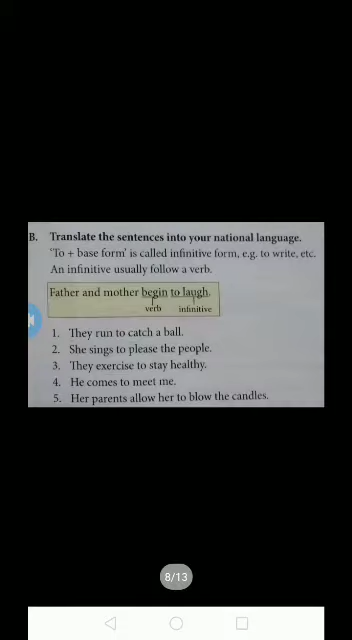 B. Translate the sentences into your national language.
'To + base form' is called infinitive form, e.g. to write, etc.
An infinitive usually follow a verb.
Father and mother begin to laugh.
verb infinitive
1. They run to catch a ball.
2. She sings to please the people.
3. They exercise to stay healthy.
4. He comes to meet me.
5. Her parents allow her to blow the candles.
8/13